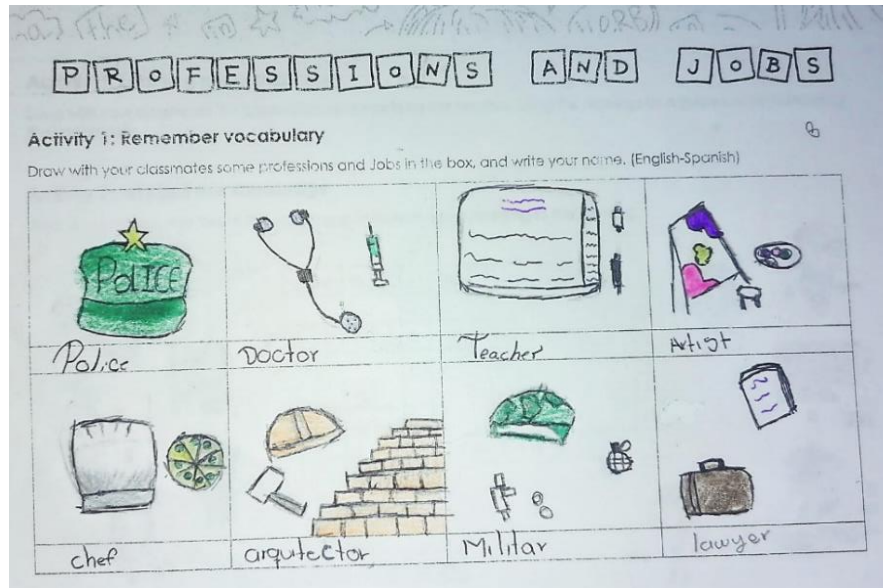 PROFESSIONS AND JOBS
Activity 1: Remember vocabulary
Draw with your classmates some professions and Jobs in the box, and write your name. (English-Spanish)
POLICE
Police Doctor Teacher Artist
chef arquitector Militar lawyer